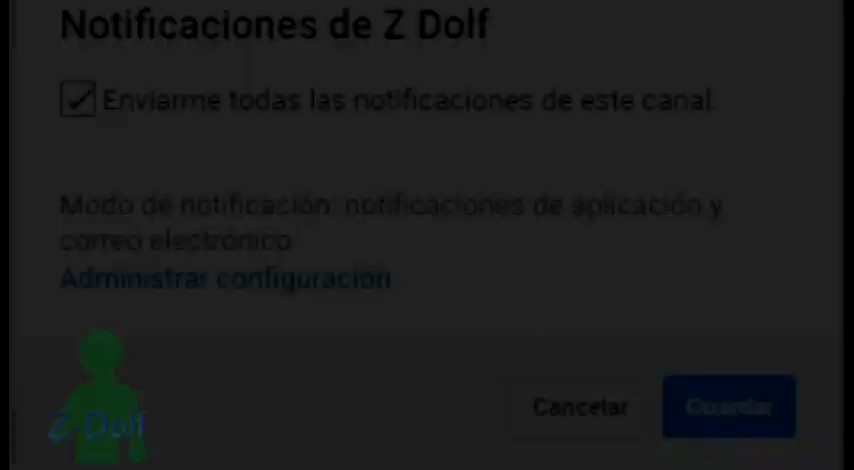 Notificaciones de Z Dolf
Enviarme todas las notificaciones de este canal
Modo de notificación: notificaciones de aplicación y
correo electrónico
Administrar configuración
Cancelar
Guardar
Z-Dolf